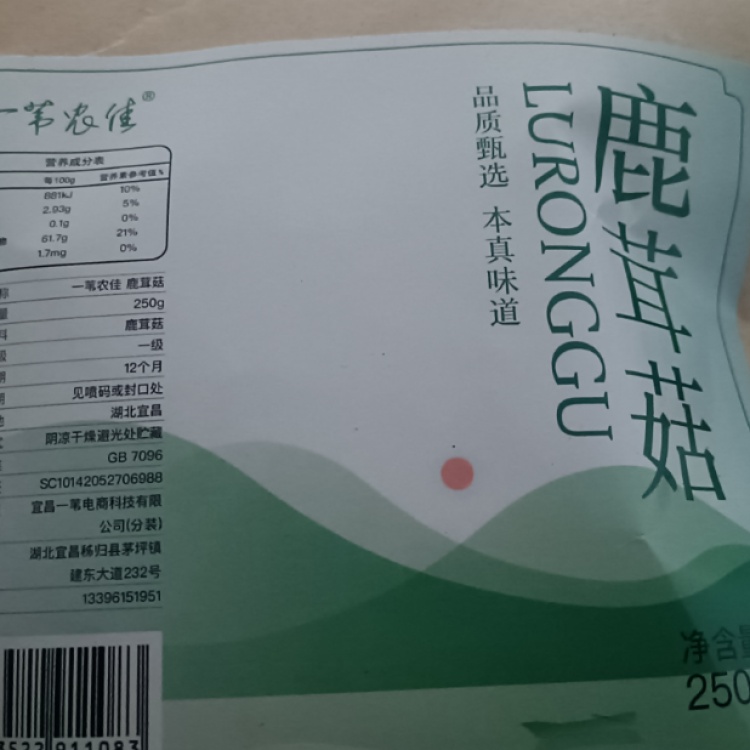 一苇农佳®
营养成分表
每100g 营养素参考值%
881kJ 10%
2.93g 5%
0.1g 0%
61.7g 21%
1.7mg 0%
一苇农佳 鹿茸菇
250g
鹿茸菇
一级
12个月
见喷码或封口处
湖北宜昌
阴凉干燥避光处贮藏
GB 7096
SC10142052706988
宜昌一苇电商科技有限
公司(分装)
湖北宜昌秭归县茅坪镇
建东大道232号
13396151951
品质甄选 本真味道
LURONGGU
鹿茸菇
净含量
250